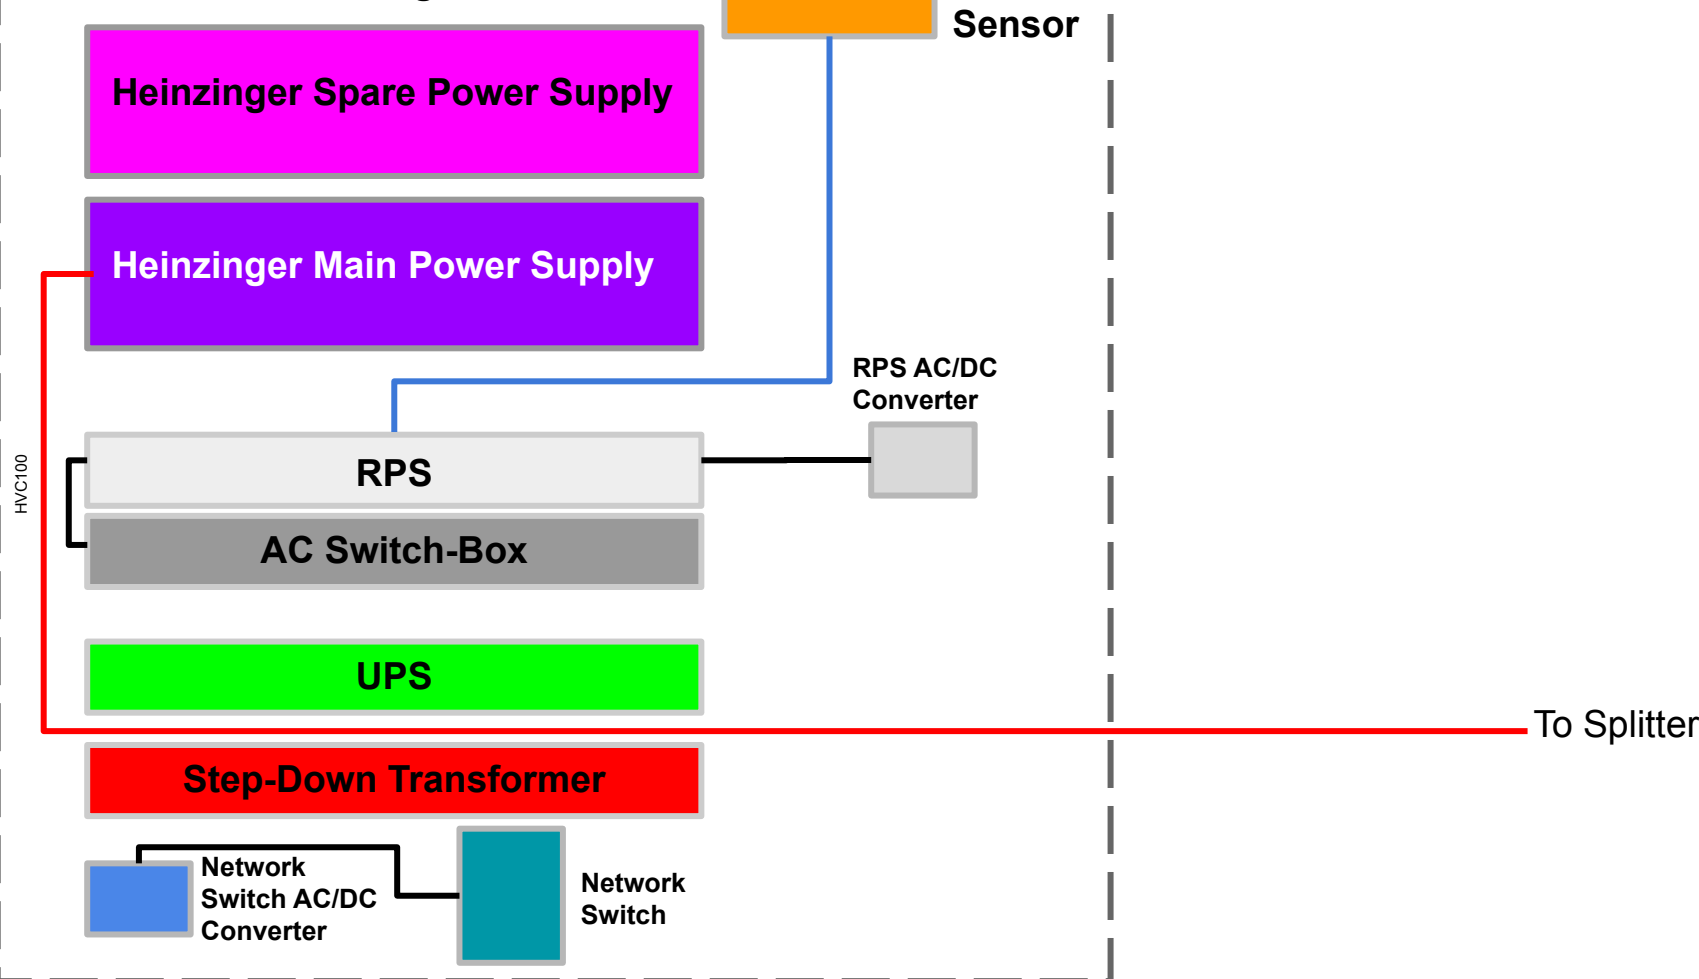 Sensor
Heinzinger Spare Power Supply
Heinzinger Main Power Supply
RPS AC/DC
Converter
HVC100
RPS
AC Switch-Box
UPS
To Splitter
Step-Down Transformer
Network
Switch AC/DC
Converter
Network
Switch